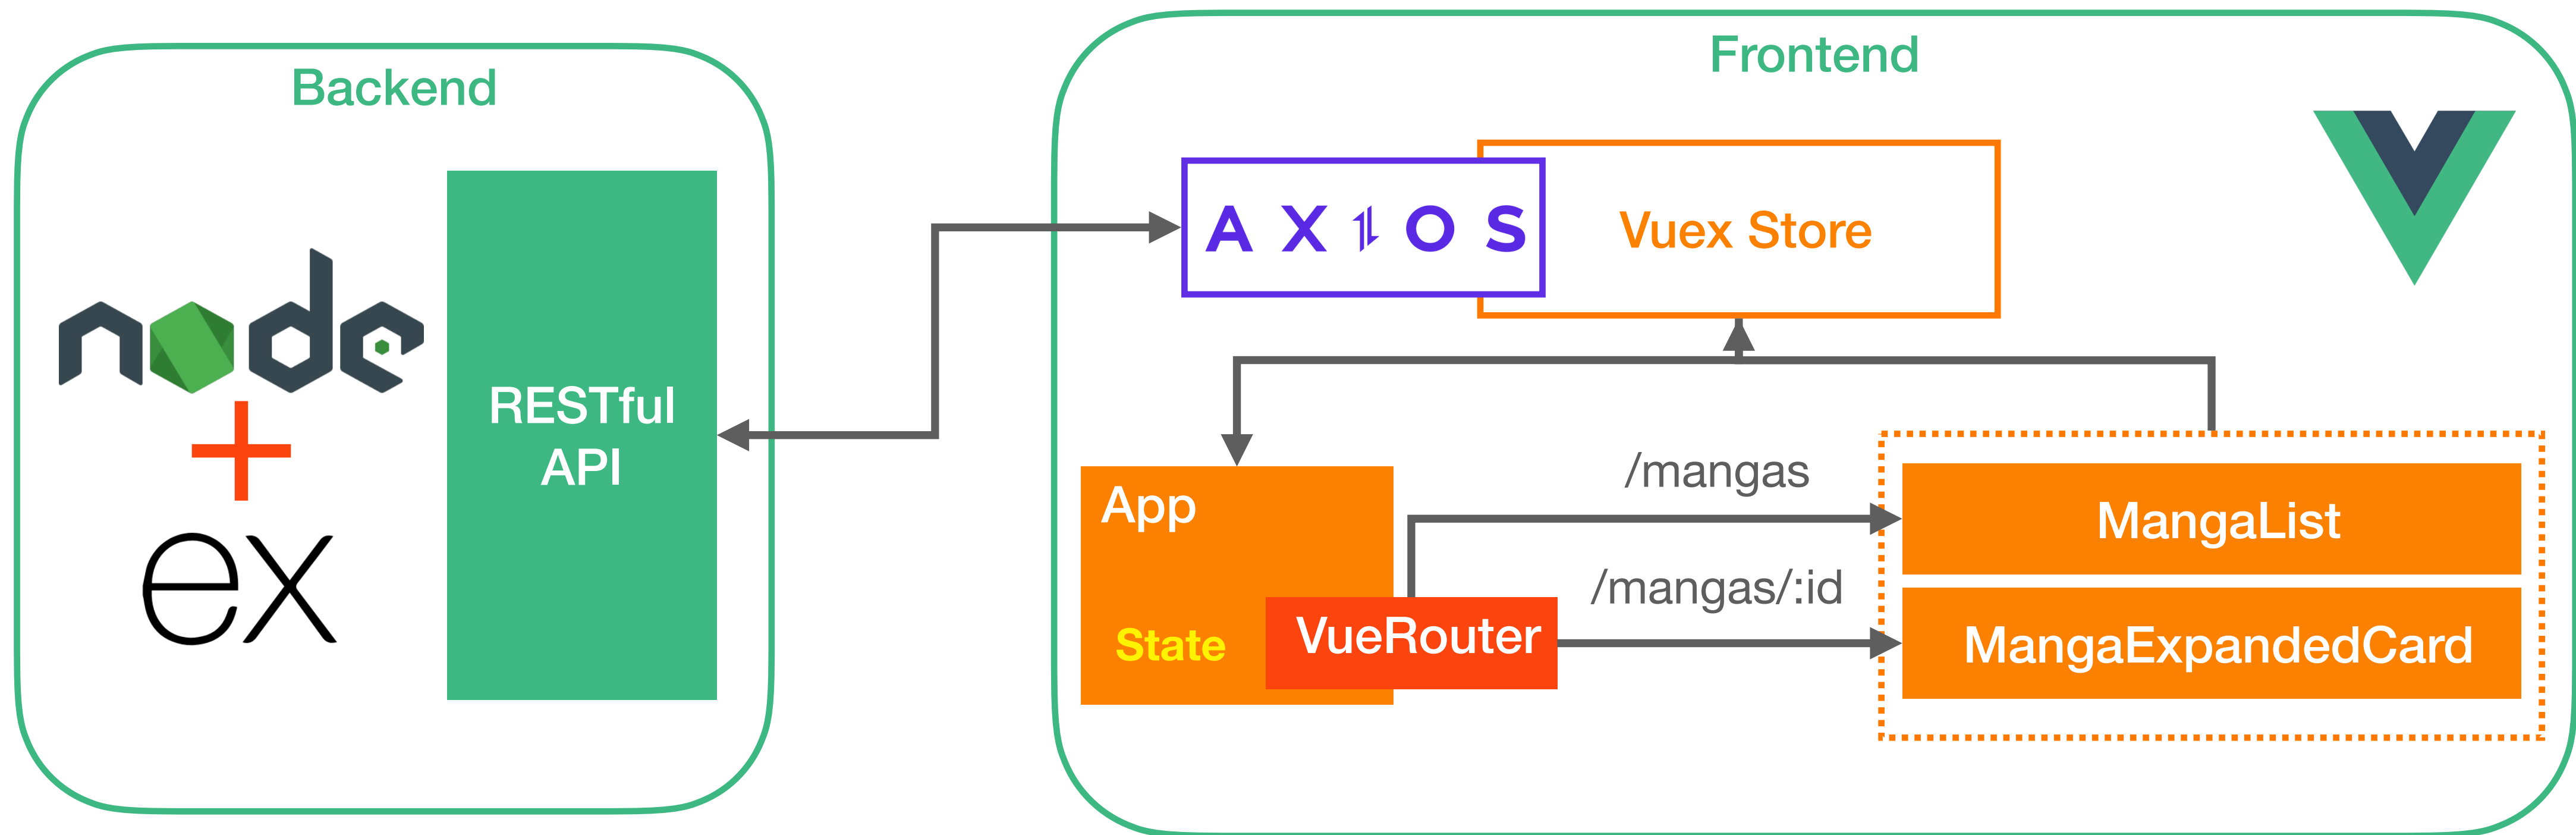 Backend
node
ex
RESTful
API
Frontend
AXIOS
Vuex Store
App
State
VueRouter
/mangas
/mangas/:id
MangaList
MangaExpandedCard